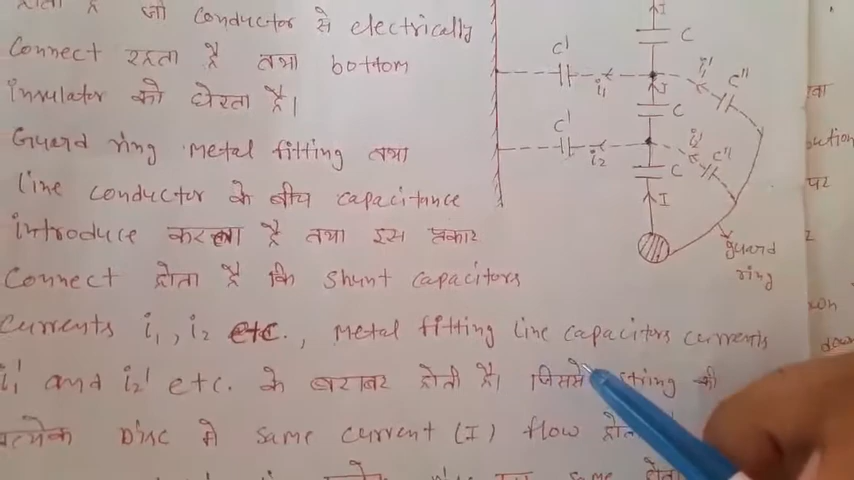 जो conductor से electrically
Connect रहता है तथा bottom
insulator को घेरता है।
Guard ring metal fitting तथा
line conductor के बीच capacitance
introduce करता है तथा इस प्रकार
Connect होता है कि shunt capacitors
Currents i₁, i₂ etc., metal fitting line capacitors currents
i₁' and i₂' etc. के बराबर होती है। जिससे string की
प्रत्येक Disc मे same current (I) flow
same
I
C
C'
i₁
i₁'
C''
I
C
C'
i₂
i₂'
C''
C
I
guard
ring
पर